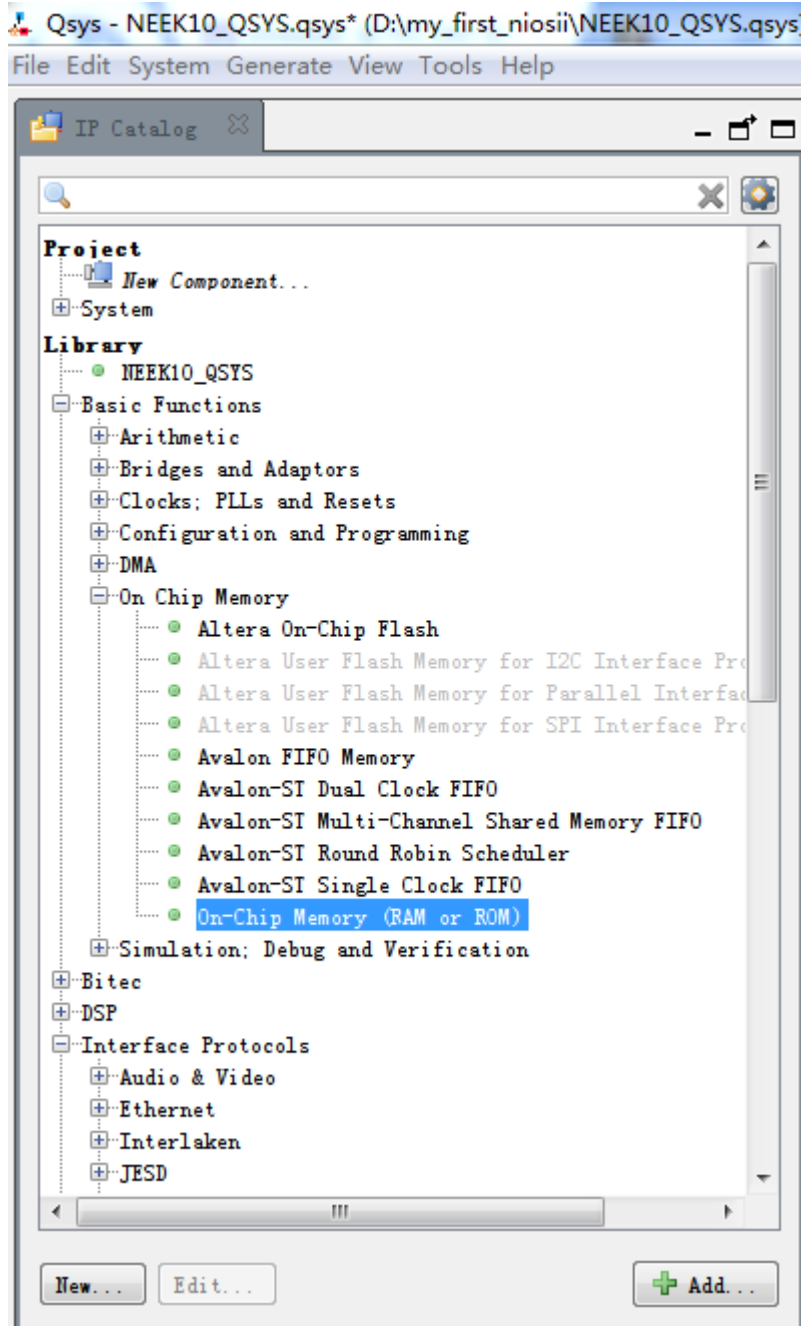 Qsys - NEEK10_QSYS.qsys* (D:\my_first_niosii\NEEK10_QSYS.qsys)
File Edit System Generate View Tools Help
IP Catalog
Project
New Component...
System
Library
NEEK10_QSYS
Basic Functions
Arithmetic
Bridges and Adaptors
Clocks; PLLs and Resets
Configuration and Programming
DMA
On Chip Memory
Altera On-Chip Flash
Altera User Flash Memory for I2C Interface Pro
Altera User Flash Memory for Parallel Interfac
Altera User Flash Memory for SPI Interface Pro
Avalon FIFO Memory
Avalon-ST Dual Clock FIFO
Avalon-ST Multi-Channel Shared Memory FIFO
Avalon-ST Round Robin Scheduler
Avalon-ST Single Clock FIFO
On-Chip Memory (RAM or ROM)
Simulation; Debug and Verification
Bitec
DSP
Interface Protocols
Audio & Video
Ethernet
Interlaken
JESD
New... Edit... Add...